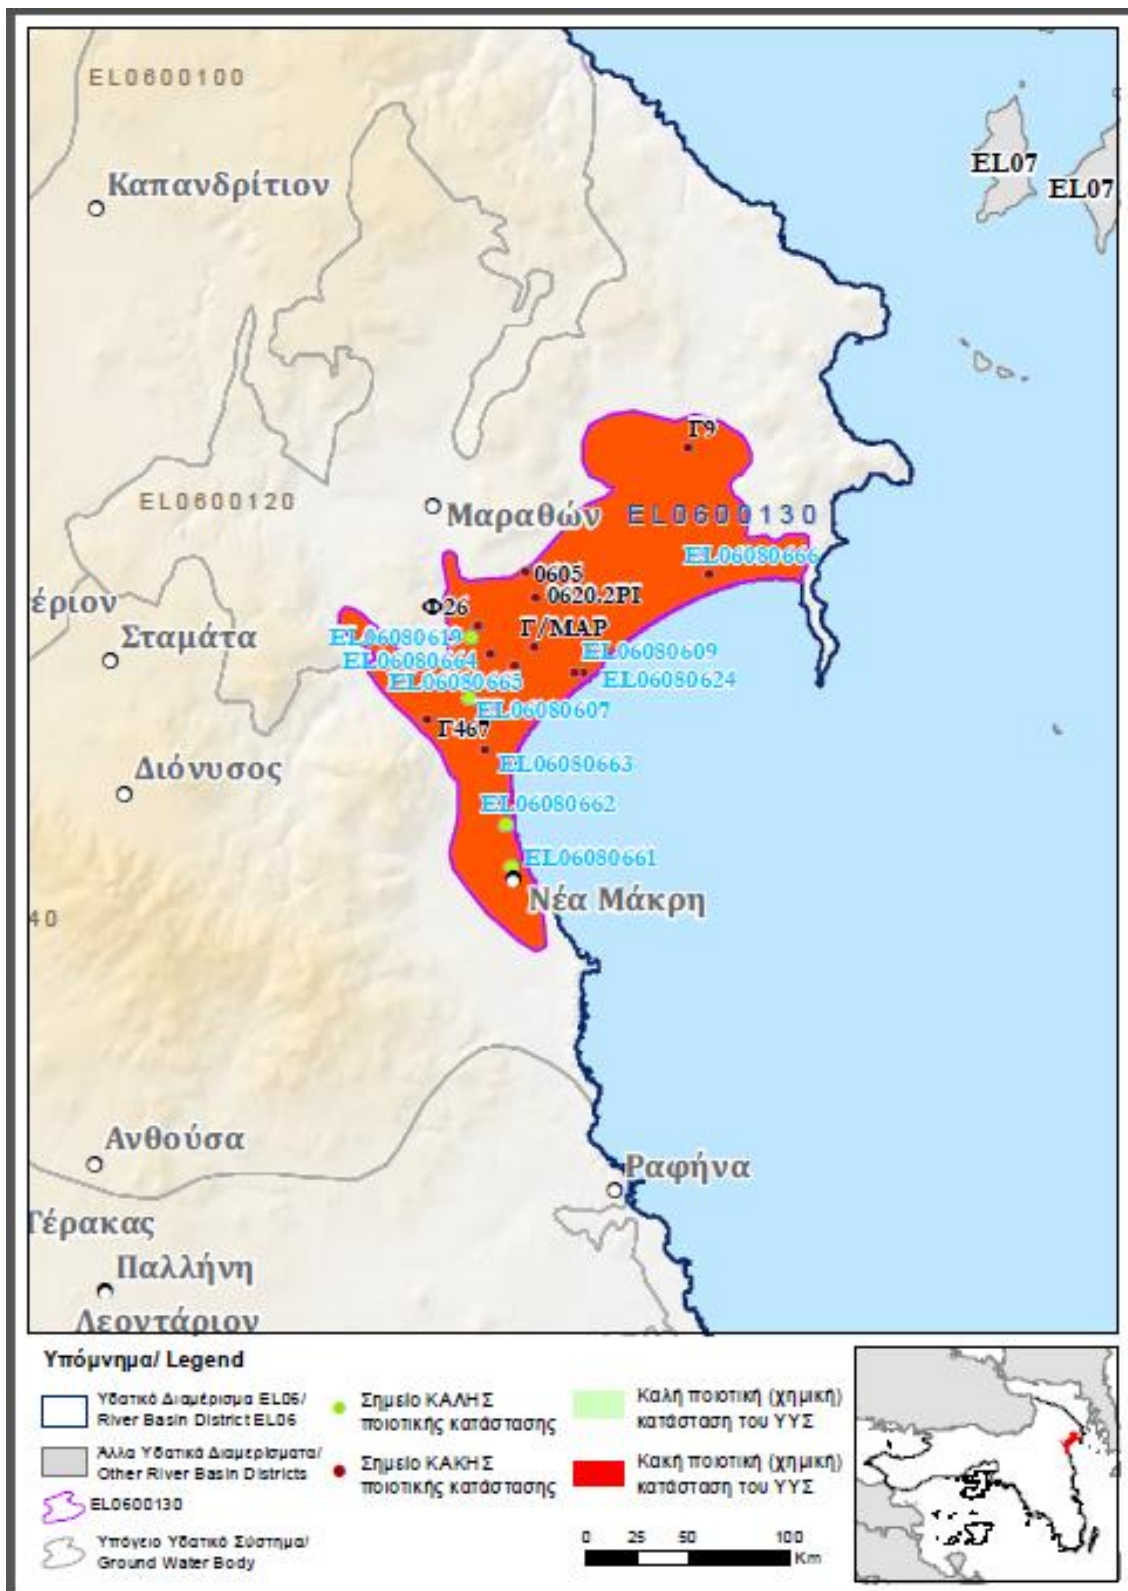 EL0600100
Καπανδρίτιον
EL07
EL07
EL0600120
Μαραθών
Γ9
EL0600130
EL06080666
0605
0620.2ΡΙ
Φ26
Γ/ΜΑΡ
έριον
Σταμάτα
EL06080619
EL06080664
EL06080665
EL06080609
EL06080624
EL06080607
Γ467
EL06080663
Διόνυσος
EL06080662
EL06080661
Νέα Μάκρη
40
Ανθούσα
Ραφήνα
Γέρακας
Παλλήνη
Λεοντάριον
Υπόμνημα/ Legend
Υδατικό Διαμέρισμα EL06/
River Basin District EL06
Άλλα Υδατικά Διαμερίσματα/
Other River Basin Districts
EL0600130
Υπόγειο Υδατικό Σύστημα/
Ground Water Body
Σημείο ΚΑΛΗΣ
ποιοτικής κατάστασης
Σημείο ΚΑΚΗΣ
ποιοτικής κατάστασης
Καλή ποιοτική (χημική)
κατάσταση του ΥΥΣ
Κακή ποιοτική (χημική)
κατάσταση του ΥΥΣ
0 25 50 100
Km